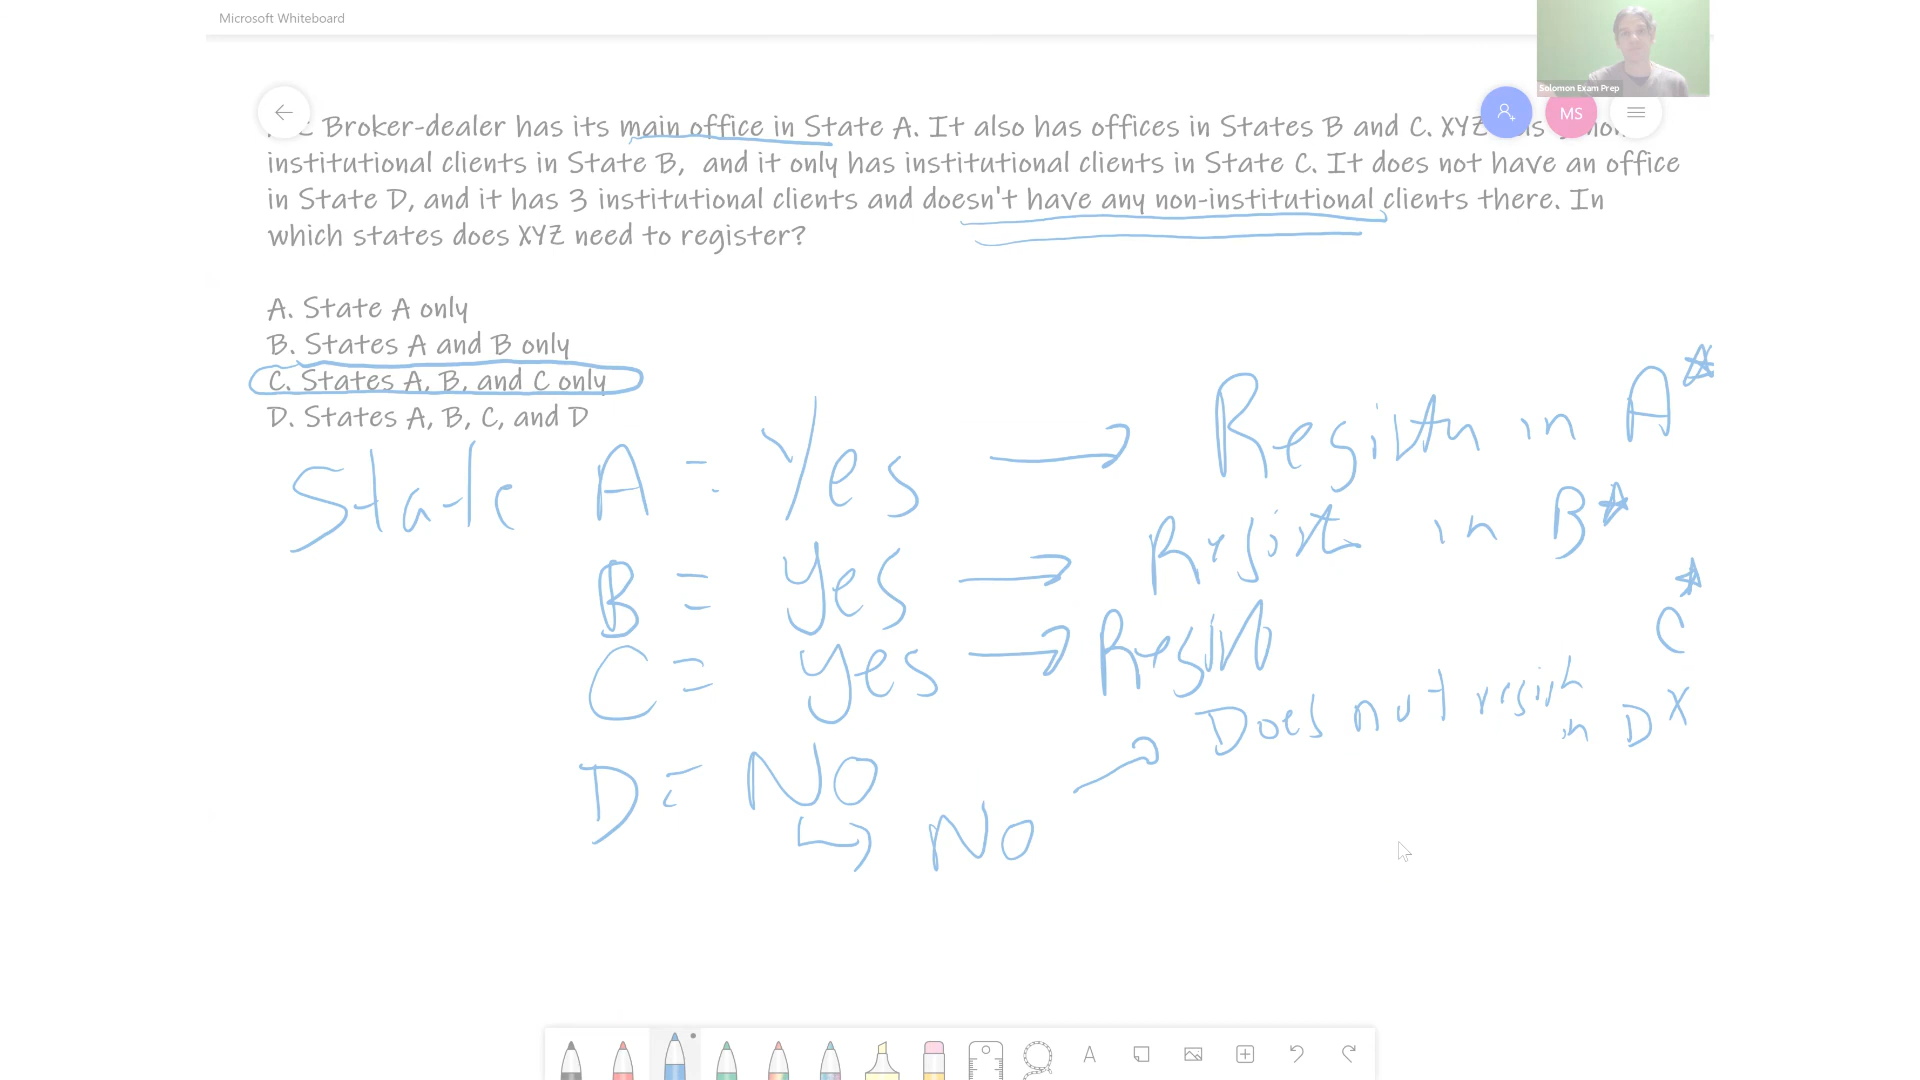 Microsoft Whiteboard
Solomon Exam Prep
MS
Broker-dealer has its main office in State A. It also has offices in States B and C. XYZ
institutional clients in State B, and it only has institutional clients in State C. It does not have an office
in State D, and it has 3 institutional clients and doesn't have any non-institutional clients there. In
which states does XYZ need to register?
A. State A only
B. States A and B only
C. States A, B, and C only
D. States A, B, C, and D
State A = Yes → in A
B = Yes → in B
C = Yes → C
D = NO
↳ NO → Does not
in D X